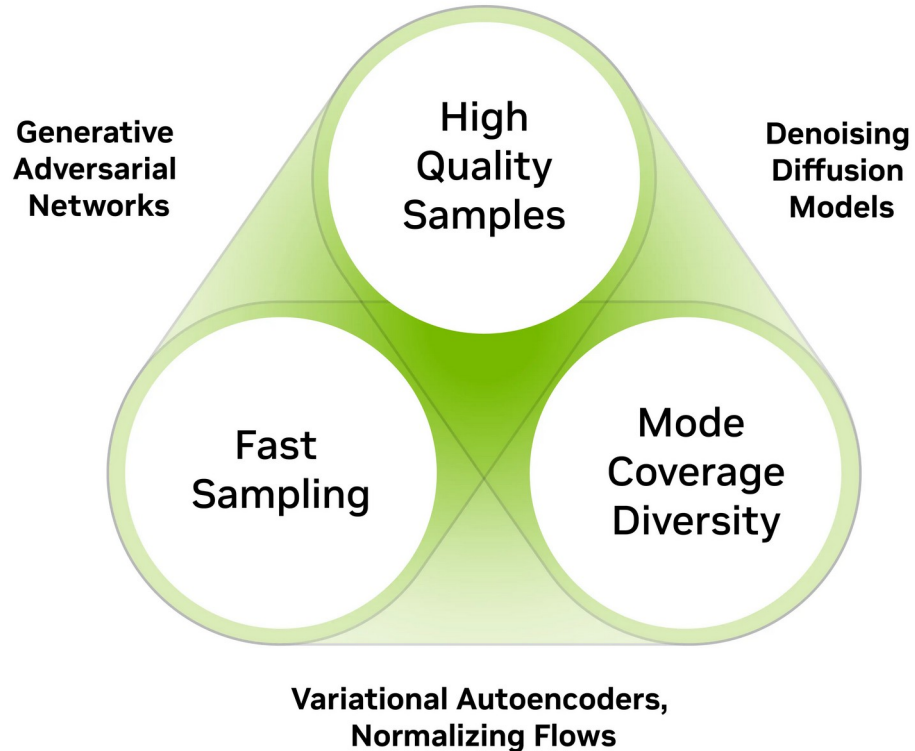 High
Quality
Samples
Generative
Adversarial
Networks
Denoising
Diffusion
Models
Fast
Sampling
Mode
Coverage
Diversity
Variational Autoencoders,
Normalizing Flows